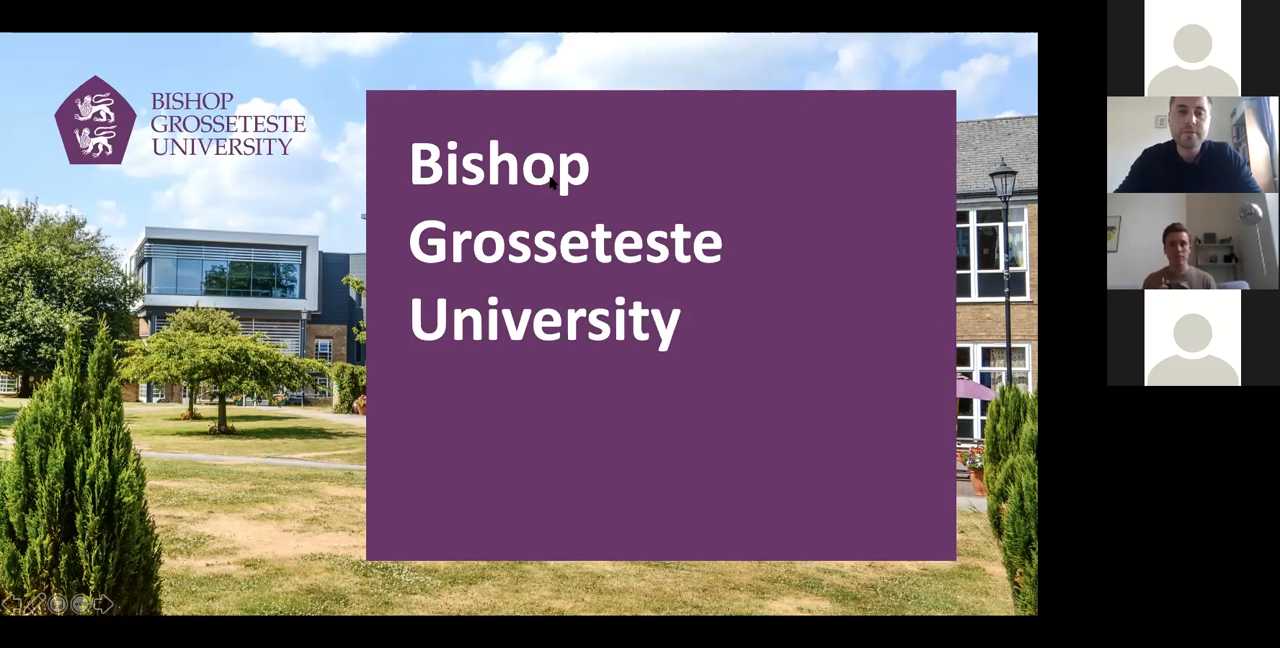 BISHOP
GROSSETESTE
UNIVERSITY
Bishop
Grosseteste
University